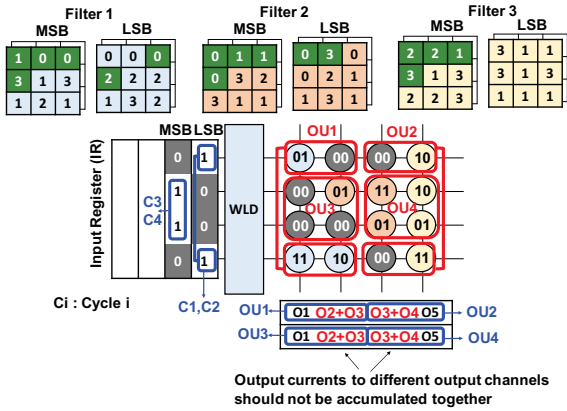 Filter 1
Filter 2
Filter 3
MSB
LSB
MSB
LSB
MSB
LSB
1 0 0
3 1 3
1 2 1
0 0 0
2 2 2
1 3 2
0 1 1
0 3 2
3 1 1
0 3 0
0 2 1
2 3 1
2 2 1
3 1 3
2 2 3
3 1 1
1 1 3
1 1 1
MSB LSB
OU1
OU2
Input Register (IR)
0 1
01 00 00 10
C3
C4
1 0
WLD
00 01 11 10
OU3
OU4
1 0
00 00 01 01
0 1
11 10 00 11
Ci : Cycle i
C1,C2
OU1
O1 O2+O3 O3+O4 O5
OU2
OU3
O1 O2+O3 O3+O4 O5
OU4
Output currents to different output channels
should not be accumulated together